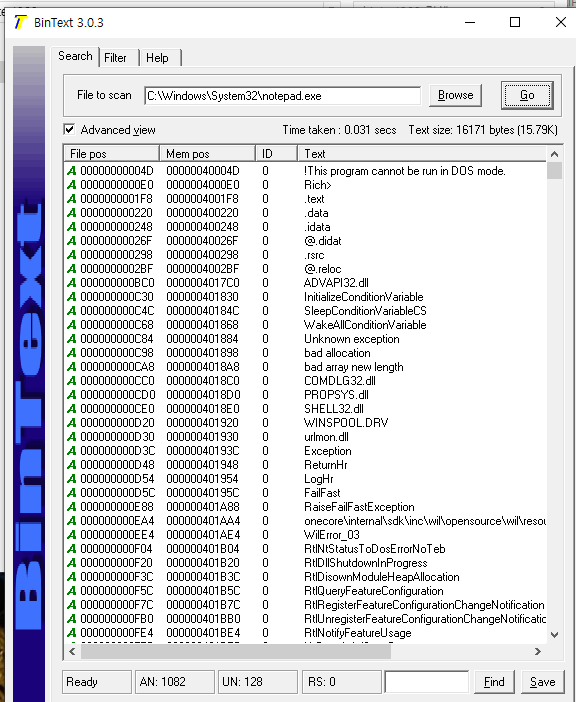 BinText 3.0.3
Search Filter Help
File to scan C:\Windows\System32\notepad.exe Browse Go
Advanced view Time taken : 0.031 secs Text size: 16171 bytes (15.79K)
File pos Mem pos ID Text
A 00000000004D 00000040004D 0 !This program cannot be run in DOS mode.
A 0000000000E0 0000004000E0 0 Rich>
A 0000000001F8 0000004001F8 0 .text
A 000000000220 000000400220 0 .data
A 000000000248 000000400248 0 .idata
A 00000000026F 00000040026F 0 @.didat
A 000000000298 000000400298 0 .rsrc
A 0000000002BF 0000004002BF 0 @.reloc
A 000000000BC0 0000004017C0 0 ADVAPI32.dll
A 000000000C30 000000401830 0 InitializeConditionVariable
A 000000000C4C 00000040184C 0 SleepConditionVariableCS
A 000000000C68 000000401868 0 WakeAllConditionVariable
A 000000000C84 000000401884 0 Unknown exception
A 000000000C98 000000401898 0 bad allocation
A 000000000CA8 0000004018A8 0 bad array new length
A 000000000CC0 0000004018C0 0 COMDLG32.dll
A 000000000CD0 0000004018D0 0 PROPSYS.dll
A 000000000CE0 0000004018E0 0 SHELL32.dll
A 000000000D20 000000401920 0 WINSPOOL.DRV
A 000000000D30 000000401930 0 urlmon.dll
A 000000000D3C 00000040193C 0 Exception
A 000000000D48 000000401948 0 ReturnHr
A 000000000D54 000000401954 0 LogHr
A 000000000D5C 00000040195C 0 FailFast
A 000000000E88 000000401A88 0 RaiseFailFastException
A 000000000EA4 000000401AA4 0 onecore\internal\sdk\inc\wil\opensource\wil\resou
A 000000000EE4 000000401AE4 0 WilError_03
A 000000000F04 000000401B04 0 RtlNtStatusToDosErrorNoTeb
A 000000000F20 000000401B20 0 RtlDllShutdownInProgress
A 000000000F3C 000000401B3C 0 RtlDisownModuleHeapAllocation
A 000000000F5C 000000401B5C 0 RtlQueryFeatureConfiguration
A 000000000F7C 000000401B7C 0 RtlRegisterFeatureConfigurationChangeNotification
A 000000000FB0 000000401BB0 0 RtlUnregisterFeatureConfigurationChangeNotification
A 000000000FE4 000000401BE4 0 RtlNotifyFeatureUsage
Ready AN: 1082 UN: 128 RS: 0 Find Save
BinText